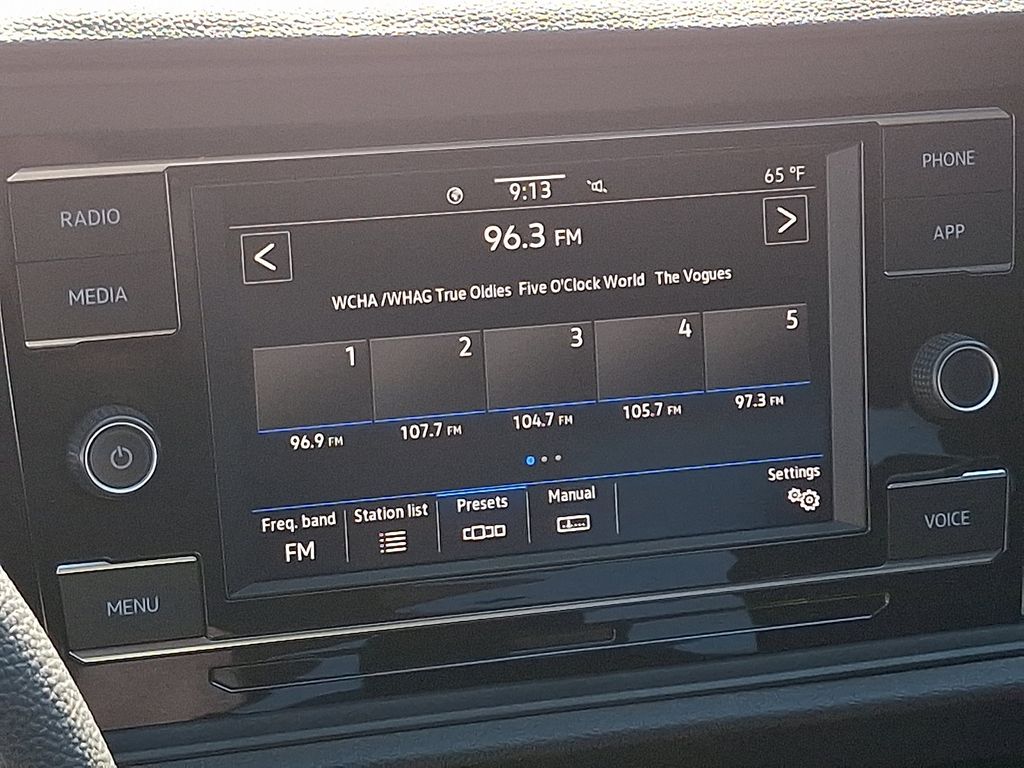 RADIO
MEDIA
MENU
9:13
65 °F
96.3 FM
WCHA /WHAG True Oldies Five O'Clock World The Vogues
1 2 3 4 5
96.9 FM 107.7 FM 104.7 FM 105.7 FM 97.3 FM
Freq. band Station list Presets Manual Settings
FM
PHONE
APP
VOICE